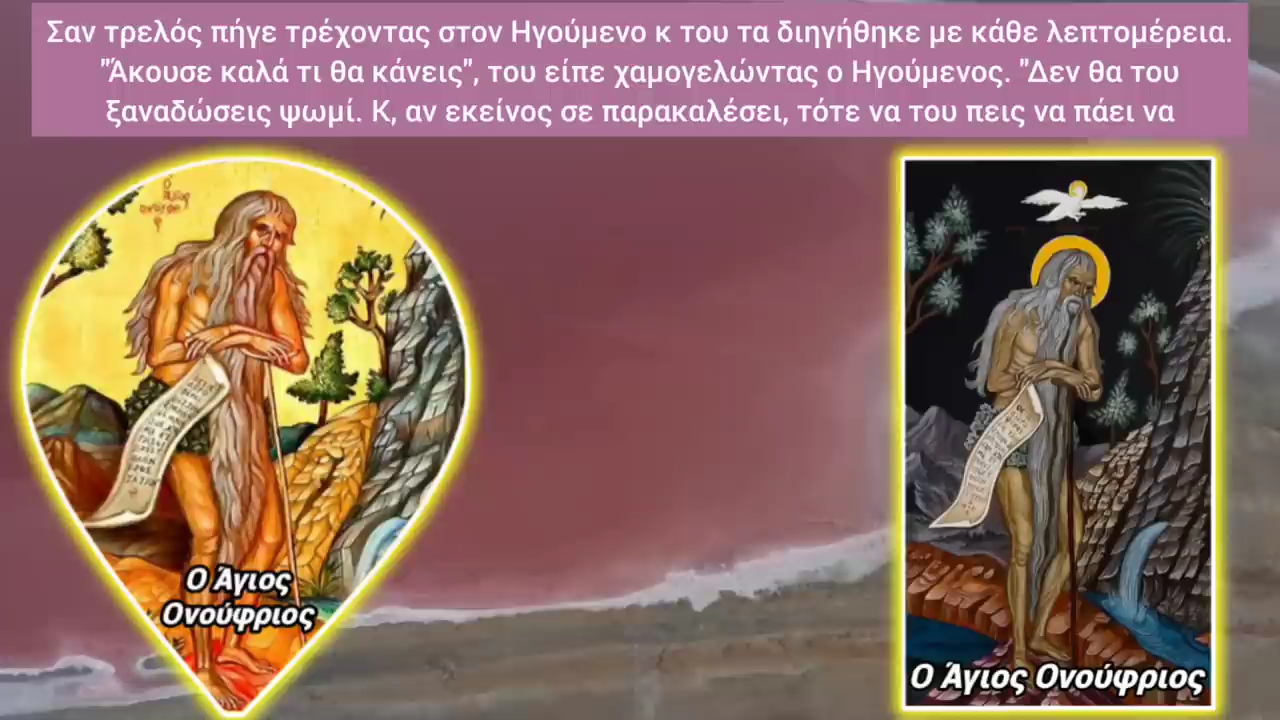 Σαν τρελός πήγε τρέχοντας στον Ηγούμενο κ του τα διηγήθηκε με κάθε λεπτομέρεια.
"Άκουσε καλά τι θα κάνεις", του είπε χαμογελώντας ο Ηγούμενος. "Δεν θα του
ξαναδώσεις ψωμί. Κ, αν εκείνος σε παρακαλέσει, τότε να του πεις να πάει να
Ο Άγιος
Ονούφριος
Ο Άγιος Ονούφριος